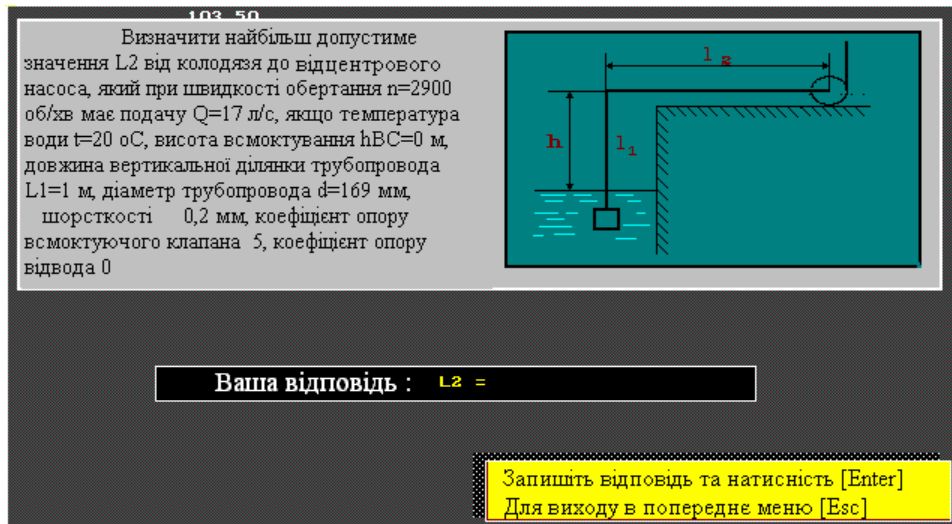 103.50
Визначити найбільш допустиме
значення L2 від колодязя до відцентрового
насоса, який при швидкості обертання n=2900
об/хв має подачу Q=17 л/с, якщо температура
води t=20 оС, висота всмоктування hВС=0 м,
довжина вертикальної ділянки трубопровода
L1=1 м, діаметр трубопровода d=169 мм,
шорсткості 0,2 мм, коефіцієнт опору
всмоктуючого клапана 5, коефіцієнт опору
відвода 0
l 2
h
l1
Ваша відповідь : L2 =
Запишіть відповідь та натисність [Enter]
Для виходу в попереднє меню [Esc]